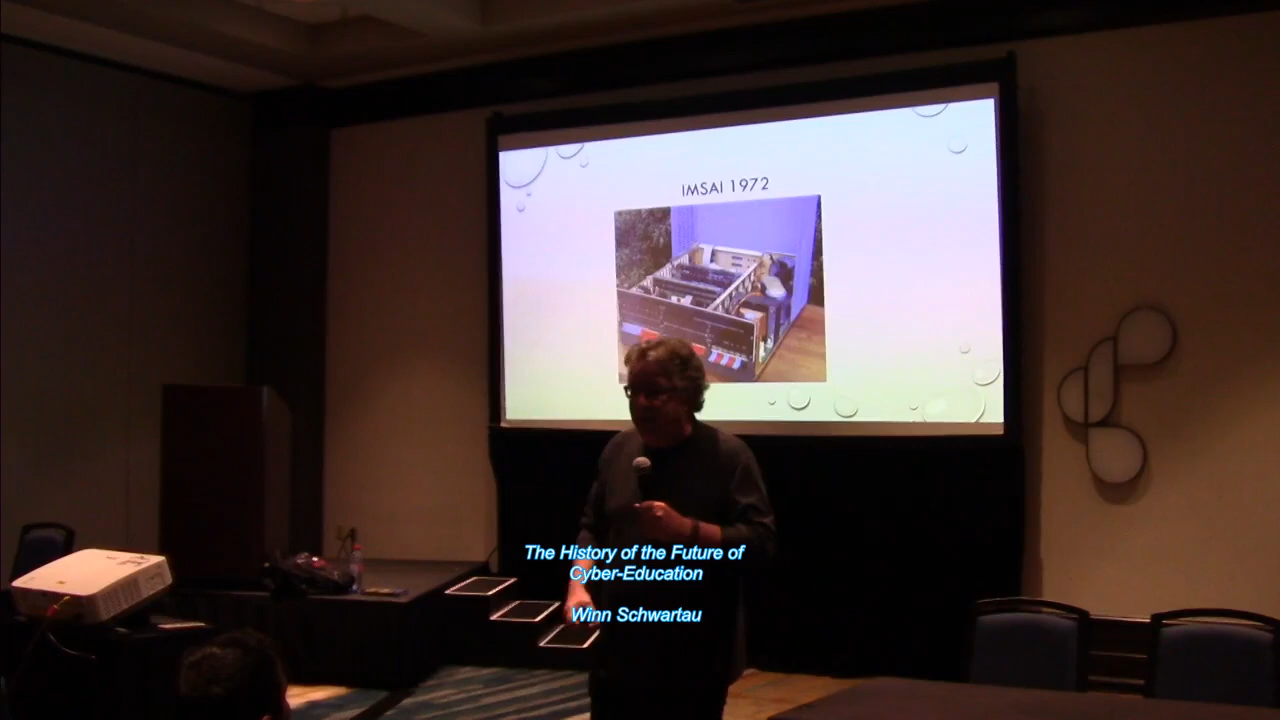 IMSAI 1972
The History of the Future of
Cyber-Education
Winn Schwartau